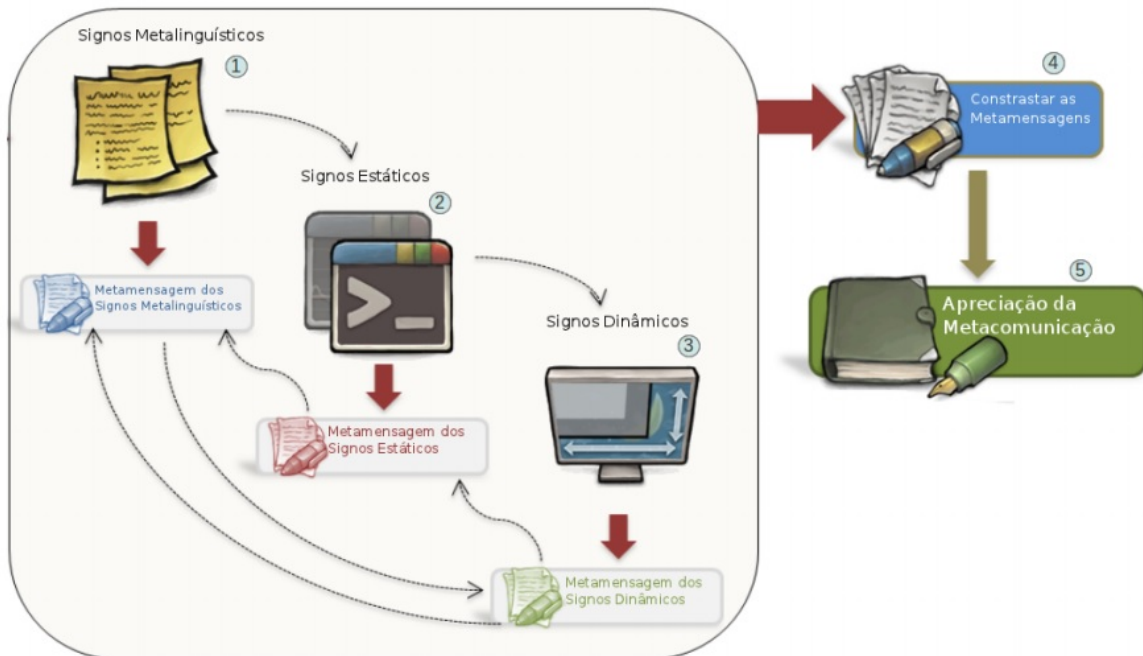 Signos Metalinguísticos
1
Signos Estáticos
2
Signos Dinâmicos
3
Metamensagem dos
Signos Metalinguísticos
Metamensagem dos
Signos Estáticos
Metamensagem dos
Signos Dinâmicos
4
Constrastar as
Metamensagens
5
Apreciação da
Metacomunicação